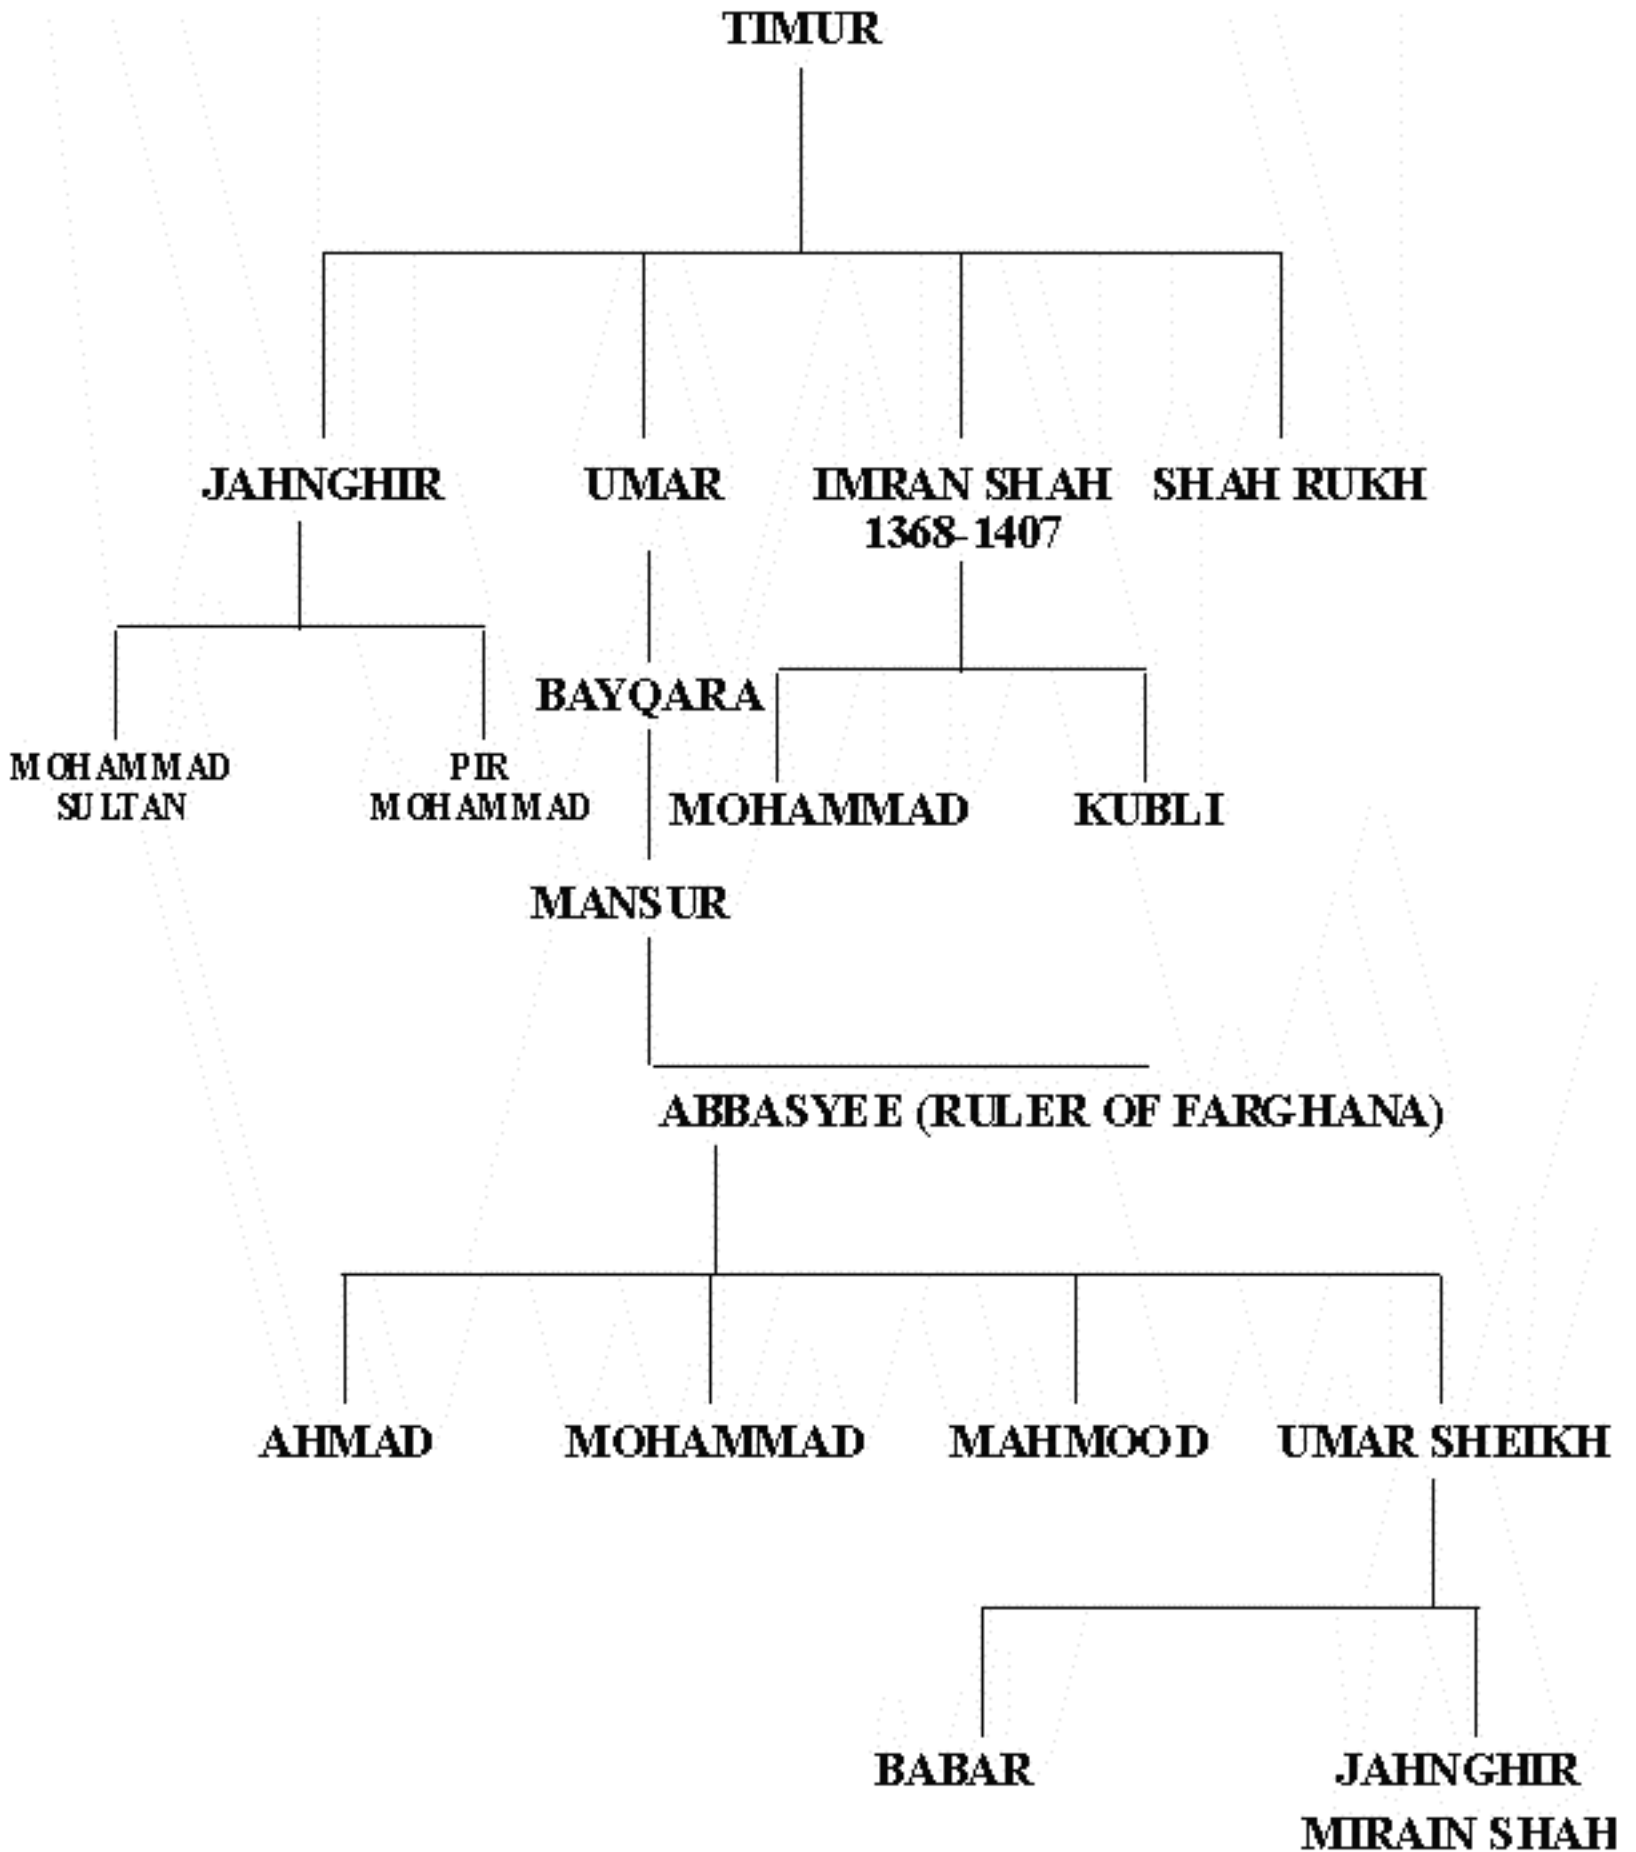 TIMUR
JAHNGHIR UMAR IMRAN SHAH SHAH RUKH
1368-1407
BAYQARA
MOHAMMAD PIR
SULTAN MOHAMMAD MOHAMMAD KUBLI
MANSUR
ABBASYEE (RULER OF FARGHANA)
AHMAD MOHAMMAD MAHMOOD UMAR SHEIKH
BABAR JAHNGHIR
MIRAIN SHAH